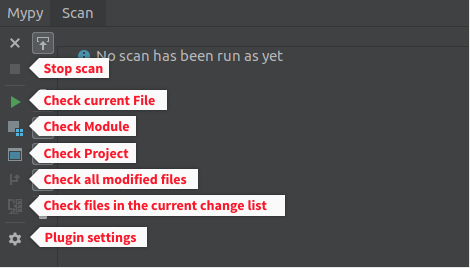 Mypy Scan
No scan has been run as yet
Stop scan
Check current File
Check Module
Check Project
Check all modified files
Check files in the current change list
Plugin settings